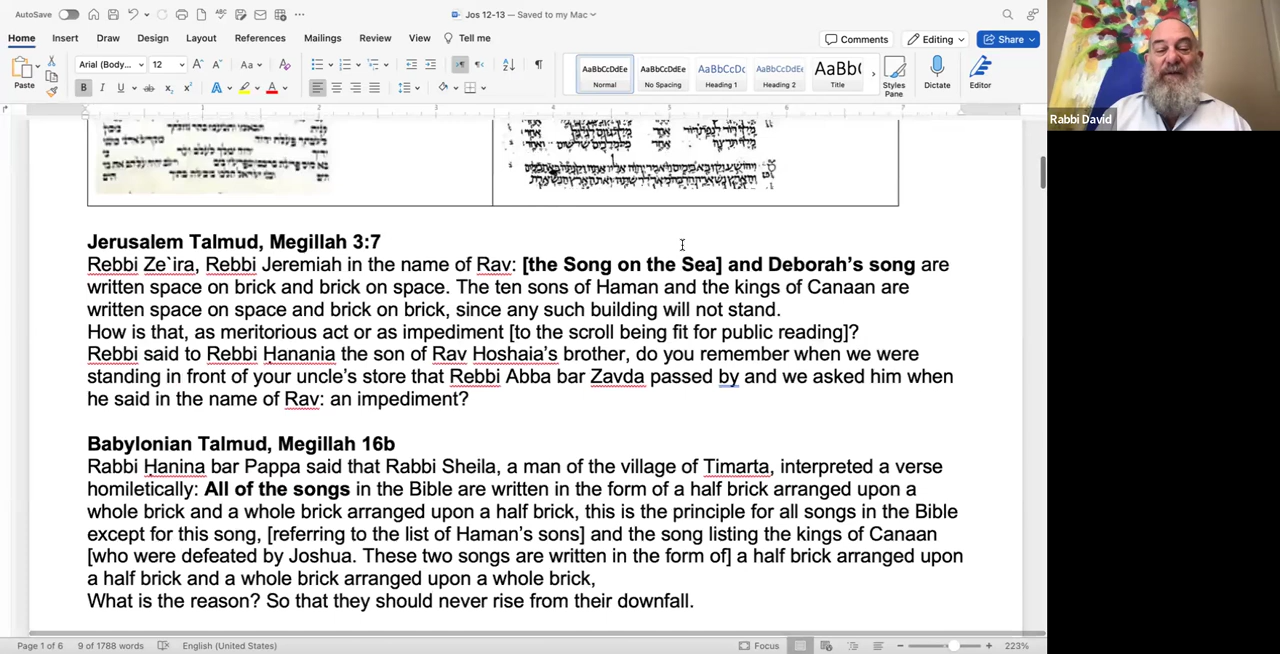 AutoSave
Jos 12-13 — Saved to my Mac
Home Insert Draw Design Layout References Mailings Review View Tell me
Comments Editing Share
Paste
Arial (Body... 12
AaBbCcDdEe AaBbCcDdEe AaBbCcDc AaBbCcDdEe AaBb(
Normal No Spacing Heading 1 Heading 2 Title
Styles Pane Dictate Editor
Rabbi David
1 2 3 4 5 6 7
Jerusalem Talmud, Megillah 3:7
Rebbi Ze`ira, Rebbi Jeremiah in the name of Rav: [the Song on the Sea] and Deborah's song are
written space on brick and brick on space. The ten sons of Haman and the kings of Canaan are
written space on space and brick on brick, since any such building will not stand.
How is that, as meritorious act or as impediment [to the scroll being fit for public reading]?
Rebbi said to Rebbi Ḥanania the son of Rav Hoshaia's brother, do you remember when we were
standing in front of your uncle's store that Rebbi Abba bar Zavda passed by and we asked him when
he said in the name of Rav: an impediment?
Babylonian Talmud, Megillah 16b
Rabbi Ḥanina bar Pappa said that Rabbi Sheila, a man of the village of Timarta, interpreted a verse
homiletically: All of the songs in the Bible are written in the form of a half brick arranged upon a
whole brick and a whole brick arranged upon a half brick, this is the principle for all songs in the Bible
except for this song, [referring to the list of Haman's sons] and the song listing the kings of Canaan
[who were defeated by Joshua. These two songs are written in the form of] a half brick arranged upon
a half brick and a whole brick arranged upon a whole brick,
What is the reason? So that they should never rise from their downfall.
Page 1 of 6 9 of 1788 words English (United States) Focus 223%